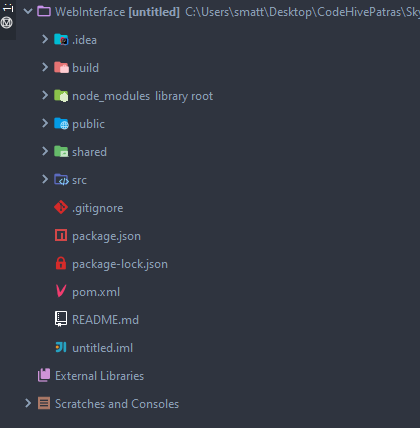 WebInterface [untitled] C:\Users\smatt\Desktop\CodeHivePatras\Sky
.idea
build
node_modules library root
public
shared
src
.gitignore
package.json
package-lock.json
pom.xml
README.md
untitled.iml
External Libraries
Scratches and Consoles